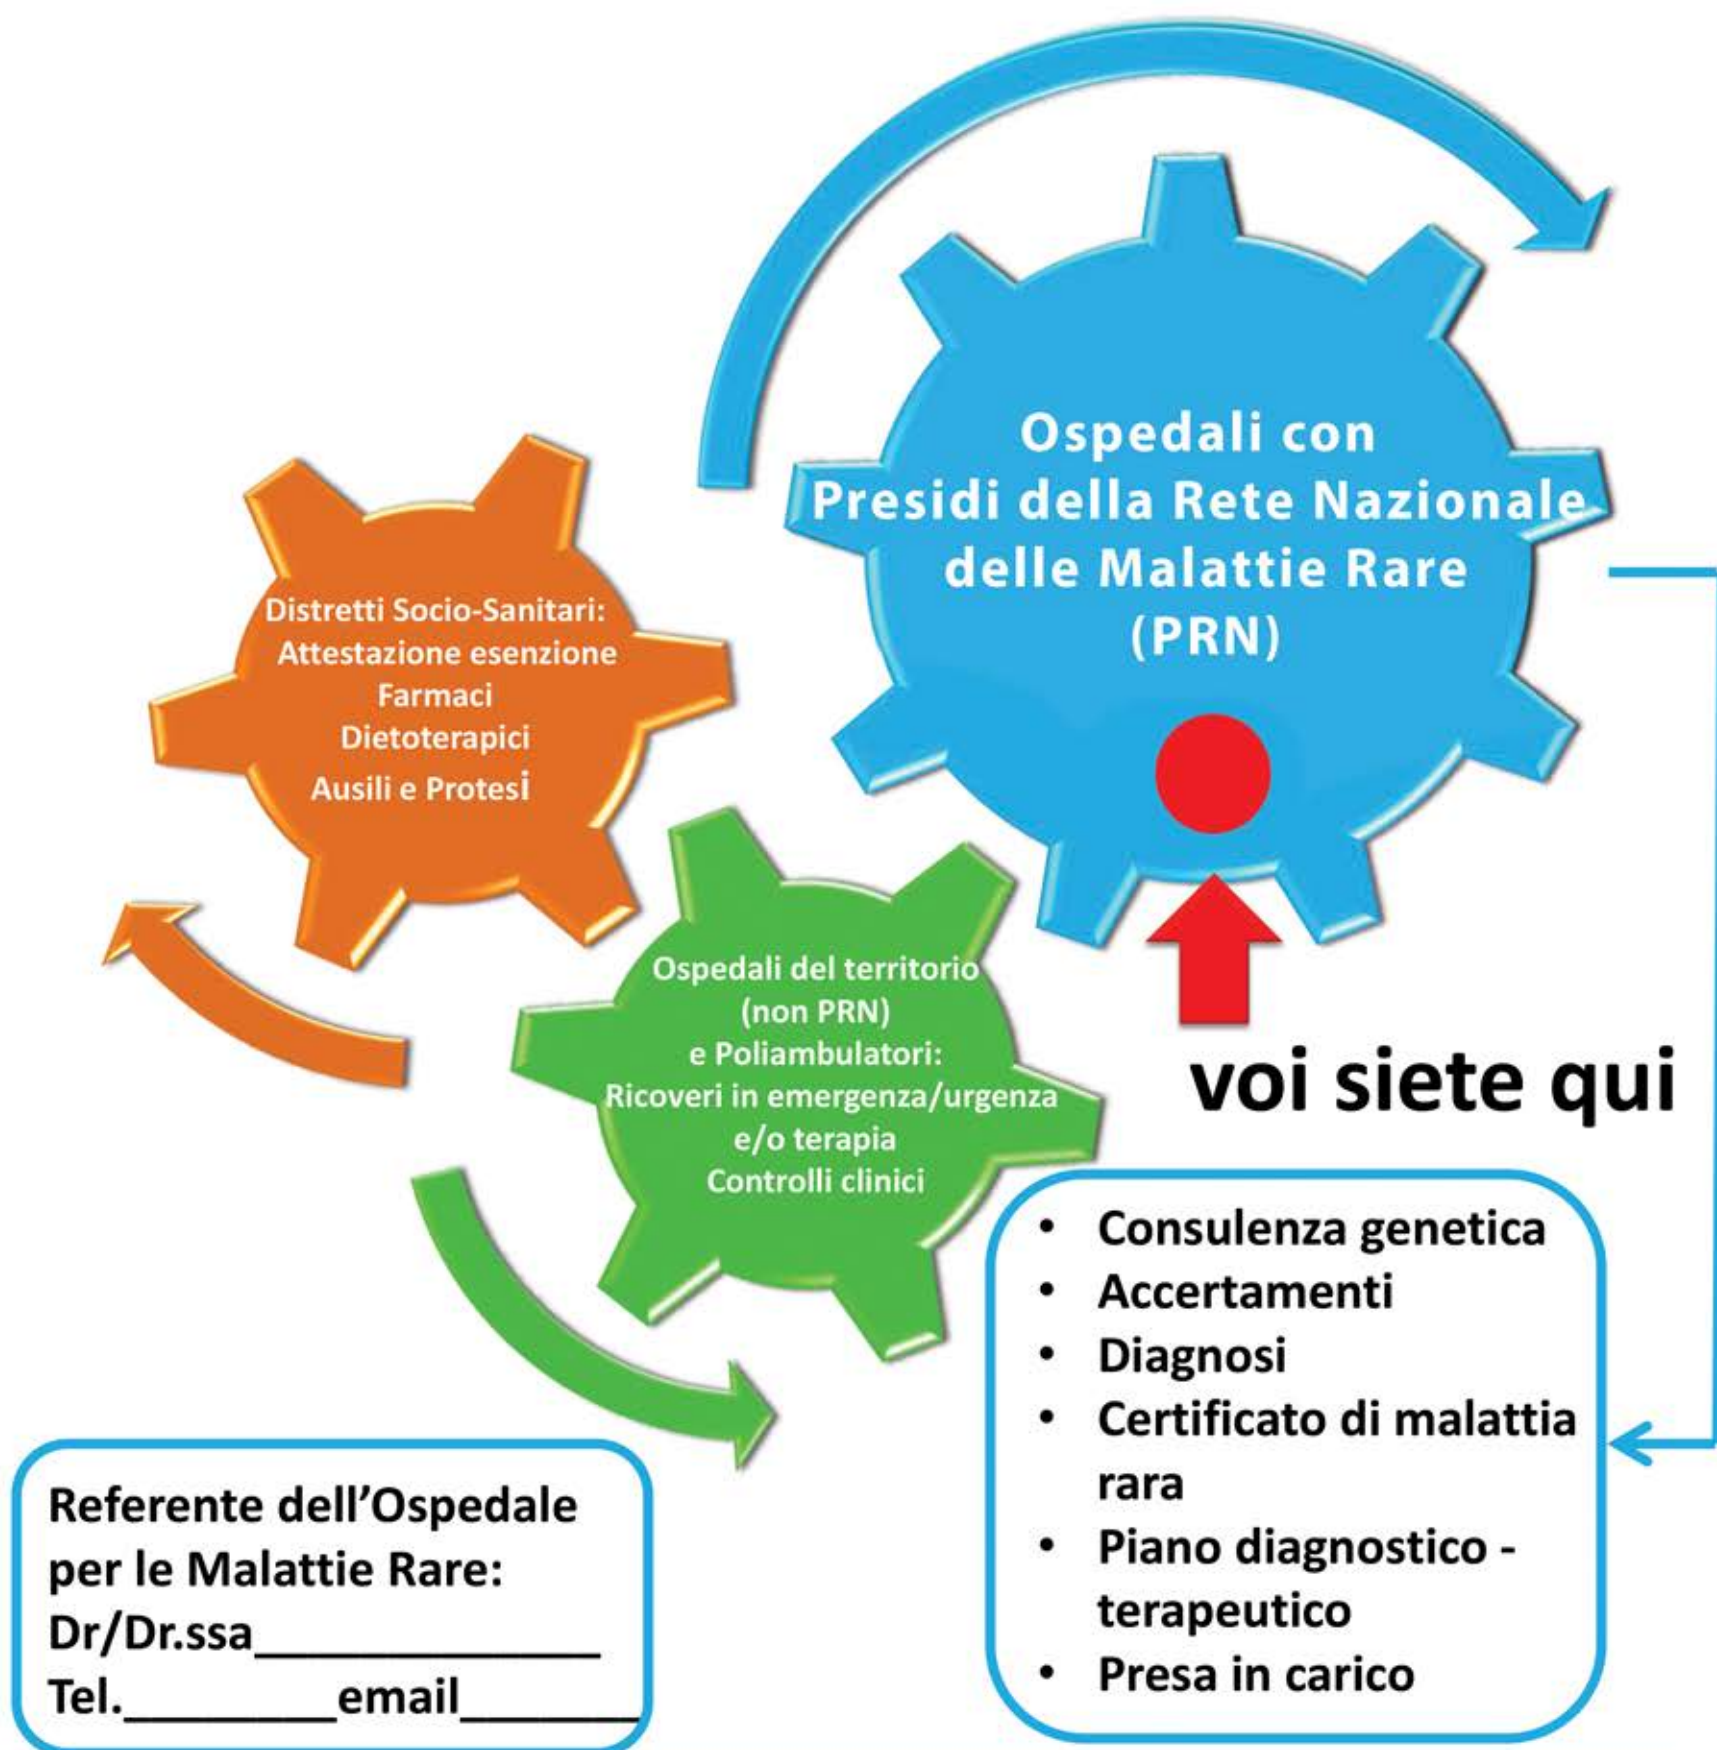 Ospedali con
Presidi della Rete Nazionale
delle Malattie Rare
(PRN)
Distretti Socio-Sanitari:
Attestazione esenzione
Farmaci
Dietoterapici
Ausili e Protesi
Ospedali del territorio
(non PRN)
e Poliambulatori:
Ricoveri in emergenza/urgenza
e/o terapia
Controlli clinici
voi siete qui
• Consulenza genetica
• Accertamenti
• Diagnosi
• Certificato di malattia
rara
• Piano diagnostico -
terapeutico
• Presa in carico
Referente dell’Ospedale
per le Malattie Rare:
Dr/Dr.ssa_____________
Tel.________email_______